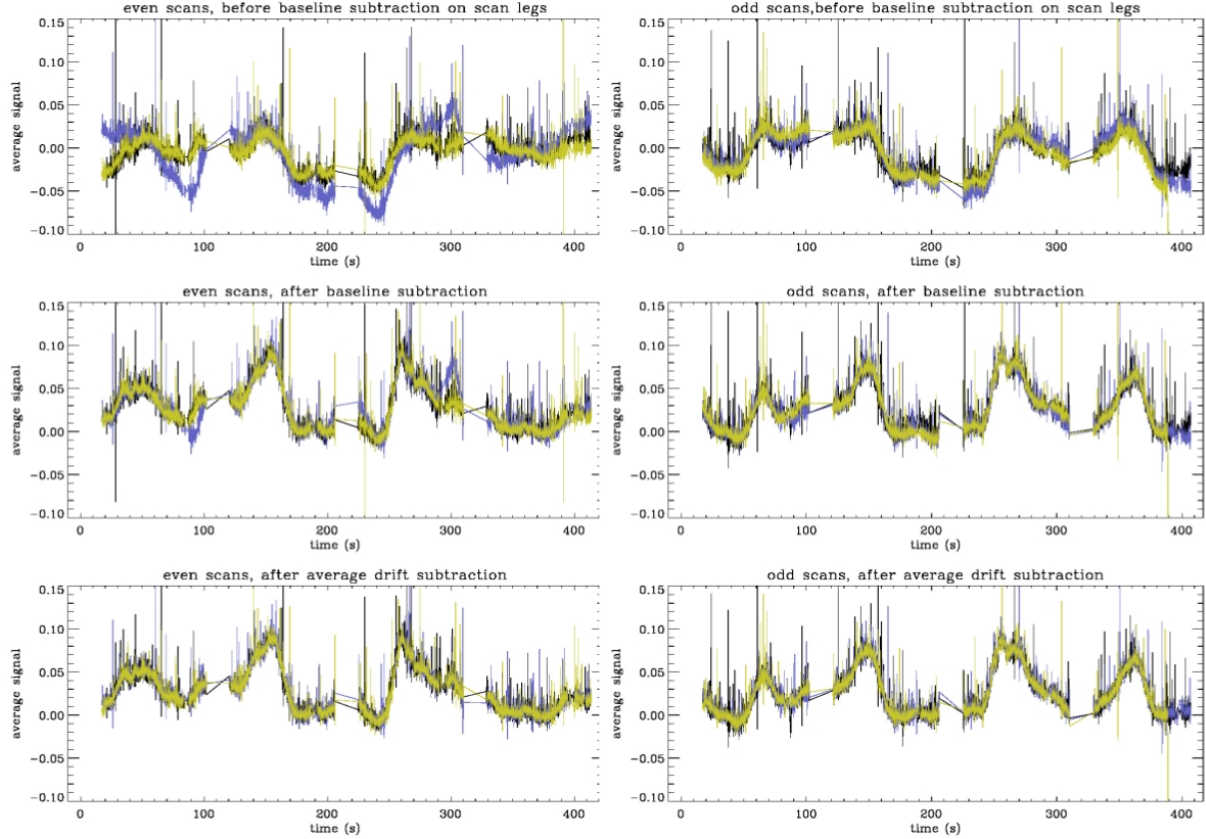 even scans, before baseline subtraction on scan legs
odd scans,before baseline subtraction on scan legs
0.15
0.10
0.05
0.00
−0.05
−0.10
average signal
0 100 200 300 400
time (s)
0.15
0.10
0.05
0.00
−0.05
−0.10
average signal
0 100 200 300 400
time (s)
even scans, after baseline subtraction
odd scans, after baseline subtraction
0.15
0.10
0.05
0.00
−0.05
−0.10
average signal
0 100 200 300 400
time (s)
0.15
0.10
0.05
0.00
−0.05
−0.10
average signal
0 100 200 300 400
time (s)
even scans, after average drift subtraction
odd scans, after average drift subtraction
0.15
0.10
0.05
0.00
−0.05
−0.10
average signal
0 100 200 300 400
time (s)
0.15
0.10
0.05
0.00
−0.05
−0.10
average signal
0 100 200 300 400
time (s)